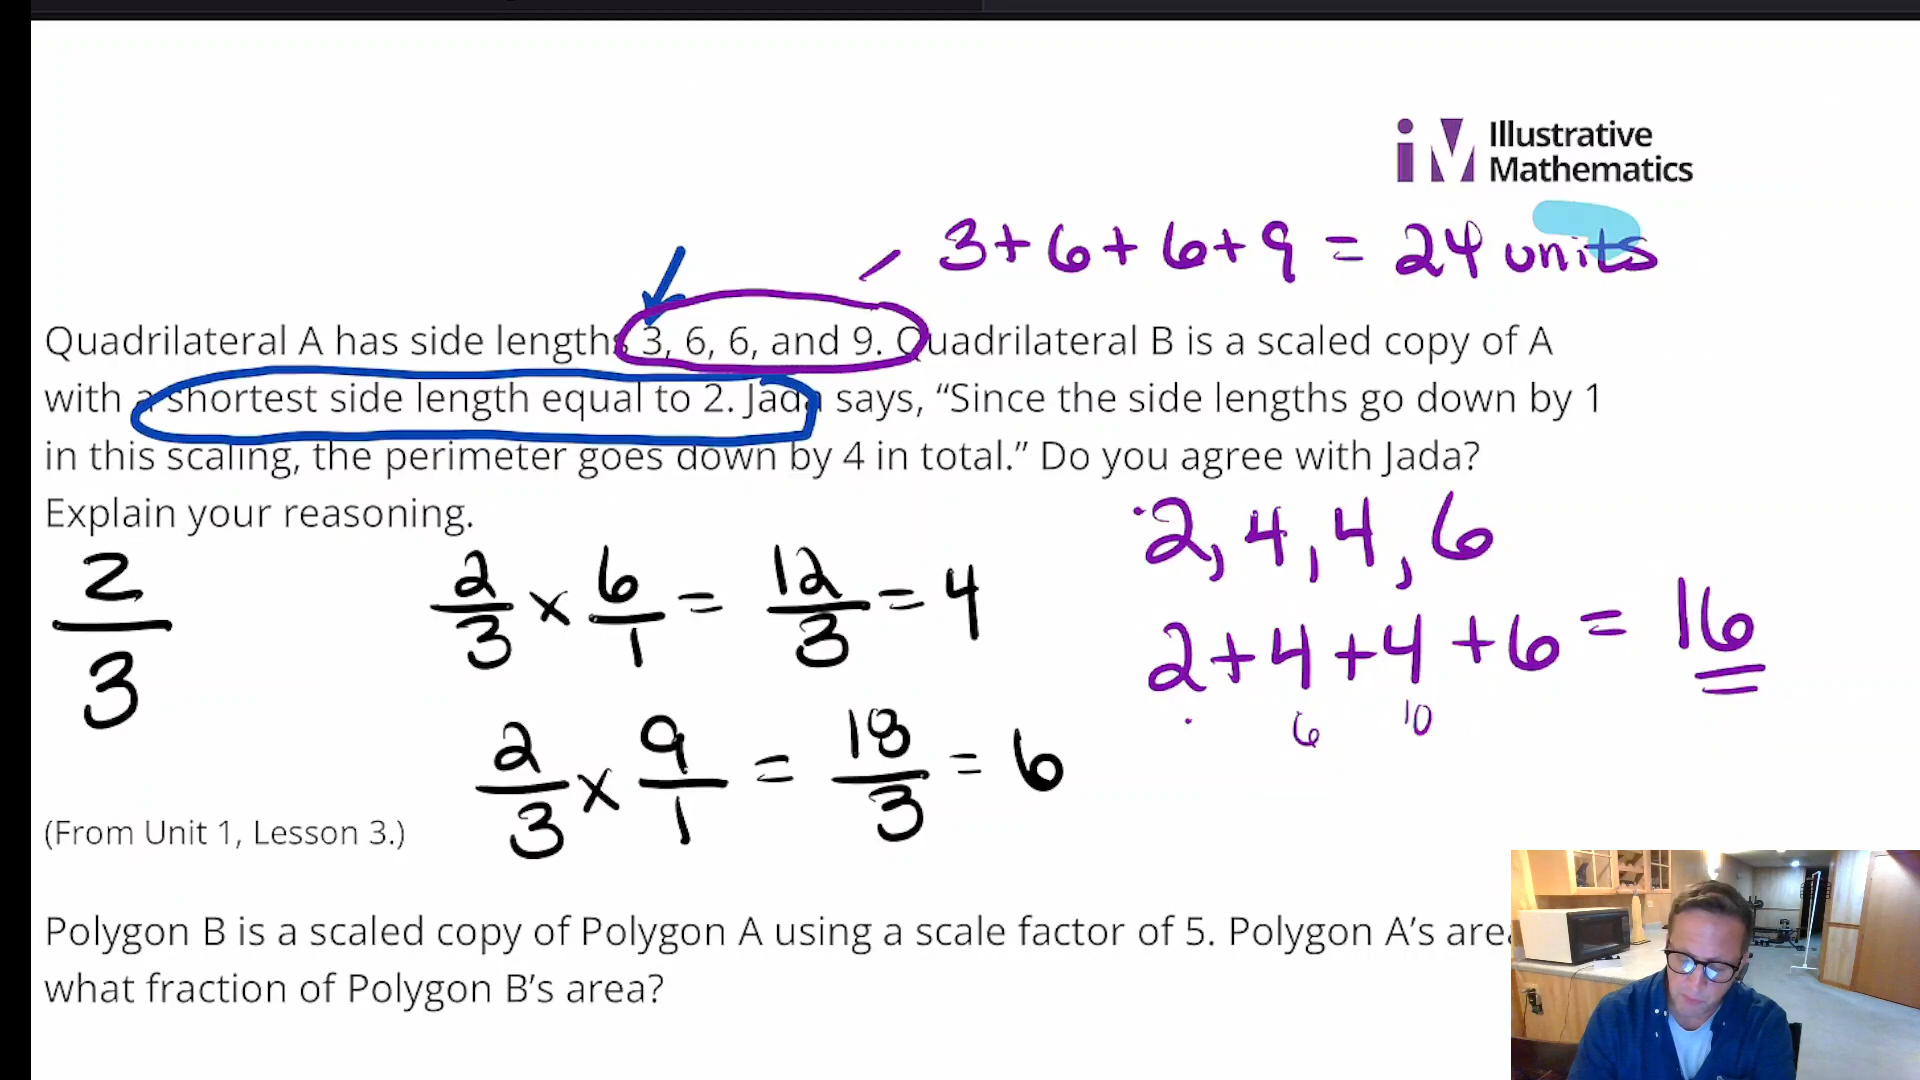 Illustrative
Mathematics
3+6+6+9 = 24 units
Quadrilateral A has side lengths 3, 6, 6, and 9. Quadrilateral B is a scaled copy of A
with a shortest side length equal to 2. Jada says, “Since the side lengths go down by 1
in this scaling, the perimeter goes down by 4 in total.” Do you agree with Jada?
Explain your reasoning.
2, 4, 4, 6
2/3
2/3 × 6/1 = 12/3 = 4
2+4+4+6 = 16
6 10
2/3 × 9/1 = 18/3 = 6
(From Unit 1, Lesson 3.)
Polygon B is a scaled copy of Polygon A using a scale factor of 5. Polygon A’s
what fraction of Polygon B’s area?